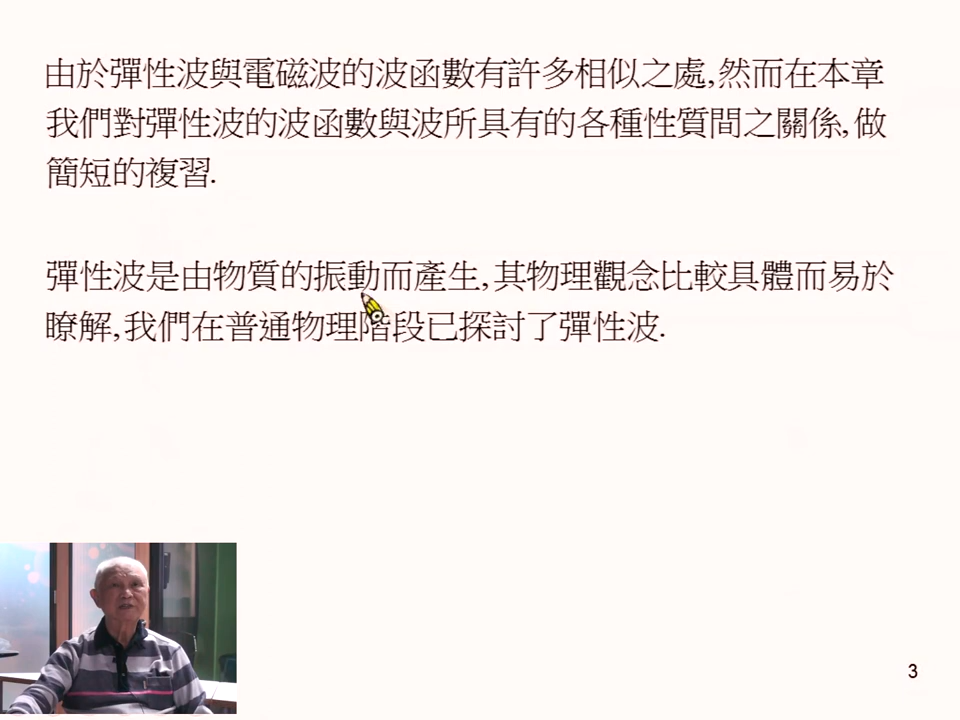 由於彈性波與電磁波的波函數有許多相似之處,然而在本章
我們對彈性波的波函數與波所具有的各種性質間之關係,做
簡短的複習.
彈性波是由物質的振動而產生,其物理觀念比較具體而易於
瞭解,我們在普通物理階段已探討了彈性波.
3